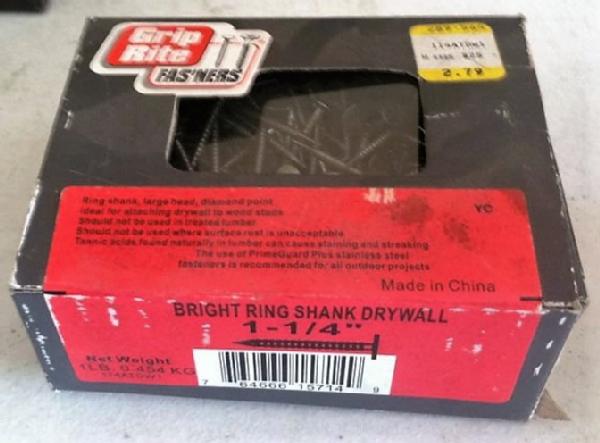 Grip
Rite
FAS'NERS
2.79
Ring shank, large head, diamond point
Ideal for attaching drywall to wood studs
Should not be used in treated lumber
Should not be used where surface rust is unacceptable
Tannic acids found naturally in lumber can cause staining and streaking
The use of PrimeGuard Plus stainless steel
fasteners is recommended for all outdoor projects
YC
Made in China
BRIGHT RING SHANK DRYWALL
1-1/4"
Net Weight
1LB. 0.454 KG
7 64666 15714 9